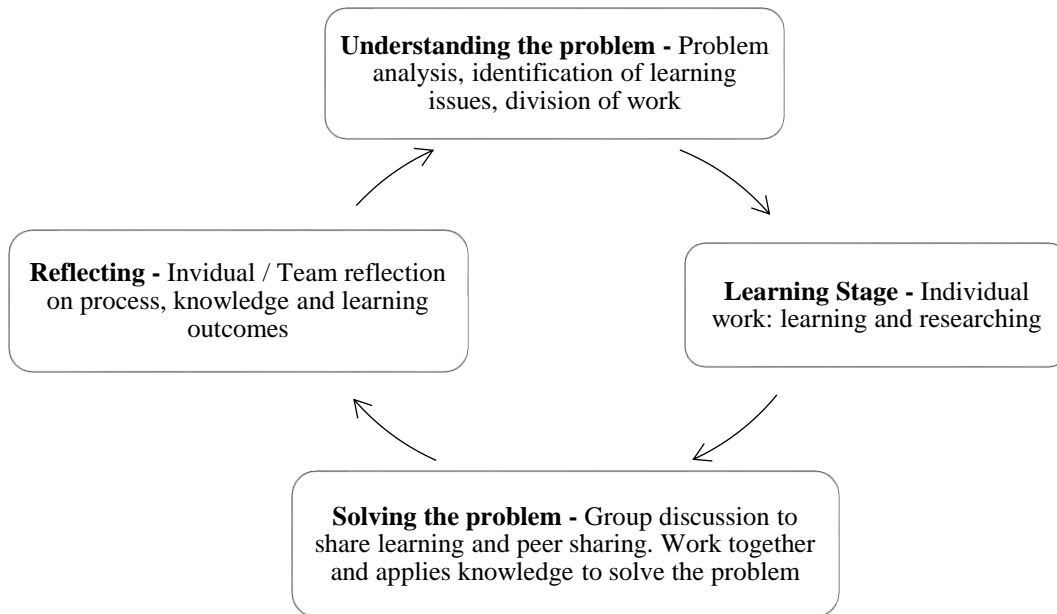 Understanding the problem - Problem
analysis, identification of learning
issues, division of work
Learning Stage - Individual
work: learning and researching
Solving the problem - Group discussion to
share learning and peer sharing. Work together
and applies knowledge to solve the problem
Reflecting - Invidual / Team reflection
on process, knowledge and learning
outcomes